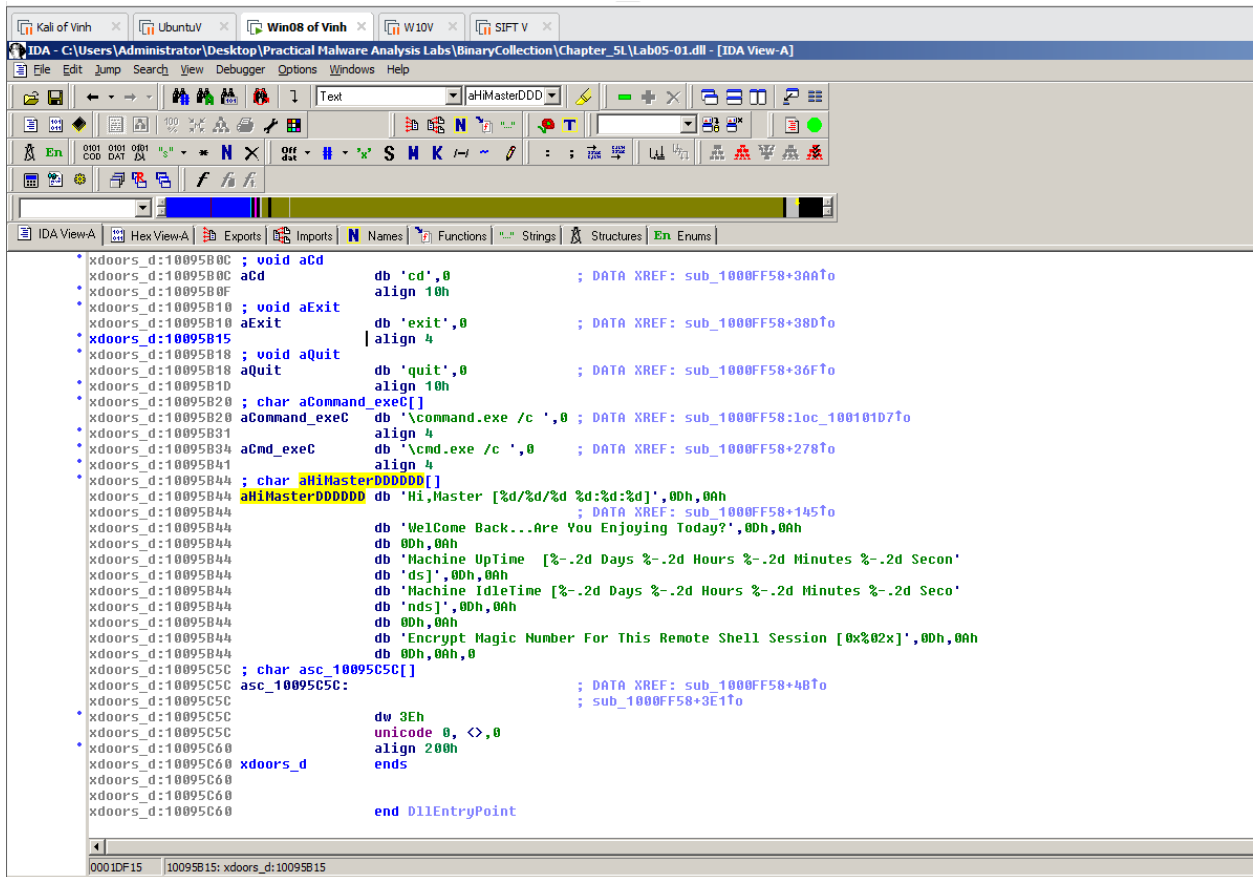 Kali of Vinh × UbuntuV × Win08 of Vinh × W10V × SIFT V ×
IDA - C:\Users\Administrator\Desktop\Practical Malware Analysis Labs\BinaryCollection\Chapter_5L\Lab05-01.dll - [IDA View-A]
File Edit Jump Search View Debugger Options Windows Help
Text aHiMasterDDD
En
IDA View-A Hex View-A Exports Imports N Names Functions Strings Structures En Enums
xdoors_d:10095B0C ; void aCd
xdoors_d:10095B0C aCd db 'cd',0 ; DATA XREF: sub_1000FF58+3AA↑o
xdoors_d:10095B0F align 10h
xdoors_d:10095B10 ; void aExit
xdoors_d:10095B10 aExit db 'exit',0 ; DATA XREF: sub_1000FF58+38D↑o
xdoors_d:10095B15 align 4
xdoors_d:10095B18 ; void aQuit
xdoors_d:10095B18 aQuit db 'quit',0 ; DATA XREF: sub_1000FF58+36F↑o
xdoors_d:10095B1D align 10h
xdoors_d:10095B20 ; char aCommand_exeC[]
xdoors_d:10095B20 aCommand_exeC db '\command.exe /c ',0 ; DATA XREF: sub_1000FF58:loc_100101D7↑o
xdoors_d:10095B31 align 4
xdoors_d:10095B34 aCmd_exeC db '\cmd.exe /c ',0 ; DATA XREF: sub_1000FF58+278↑o
xdoors_d:10095B41 align 4
xdoors_d:10095B44 ; char aHiMasterDDDDDD[]
xdoors_d:10095B44 aHiMasterDDDDDD db 'Hi,Master [%d/%d/%d %d:%d:%d]',0Dh,0Ah
xdoors_d:10095B44 ; DATA XREF: sub_1000FF58+145↑o
xdoors_d:10095B44 db 'WelCome Back...Are You Enjoying Today?',0Dh,0Ah
xdoors_d:10095B44 db 0Dh,0Ah
xdoors_d:10095B44 db 'Machine UpTime  [%-.2d Days %-.2d Hours %-.2d Minutes %-.2d Secon'
xdoors_d:10095B44 db 'ds]',0Dh,0Ah
xdoors_d:10095B44 db 'Machine IdleTime [%-.2d Days %-.2d Hours %-.2d Minutes %-.2d Seco'
xdoors_d:10095B44 db 'nds]',0Dh,0Ah
xdoors_d:10095B44 db 0Dh,0Ah
xdoors_d:10095B44 db 'Encrypt Magic Number For This Remote Shell Session [0x%02x]',0Dh,0Ah
xdoors_d:10095B44 db 0Dh,0Ah,0
xdoors_d:10095C5C ; char asc_10095C5C[]
xdoors_d:10095C5C asc_10095C5C: ; DATA XREF: sub_1000FF58+4B↑o
xdoors_d:10095C5C ; sub_1000FF58+3E1↑o
xdoors_d:10095C5C dw 3Eh
xdoors_d:10095C5C unicode 0, <>,0
xdoors_d:10095C60 align 200h
xdoors_d:10095C60 xdoors_d ends
xdoors_d:10095C60
xdoors_d:10095C60
xdoors_d:10095C60 end DllEntryPoint
0001DF15 10095B15: xdoors_d:10095B15